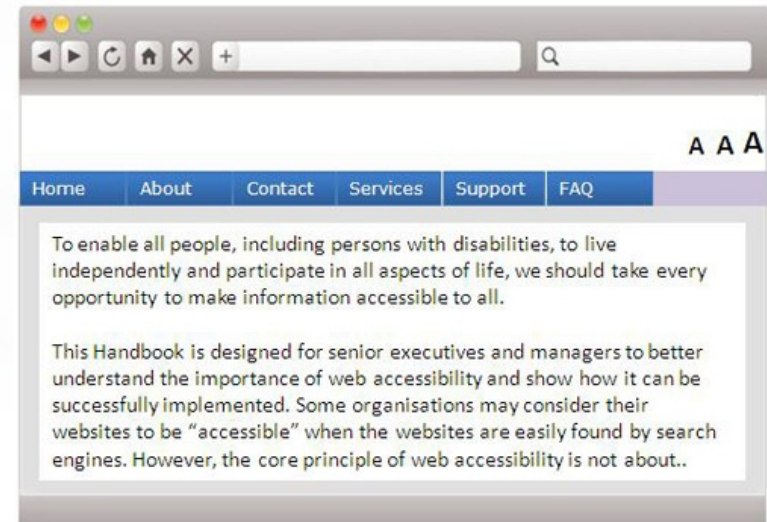 A A A
Home About Contact Services Support FAQ
To enable all people, including persons with disabilities, to live
independently and participate in all aspects of life, we should take every
opportunity to make information accessible to all.
This Handbook is designed for senior executives and managers to better
understand the importance of web accessibility and show how it can be
successfully implemented. Some organisations may consider their
websites to be “accessible” when the websites are easily found by search
engines. However, the core principle of web accessibility is not about..